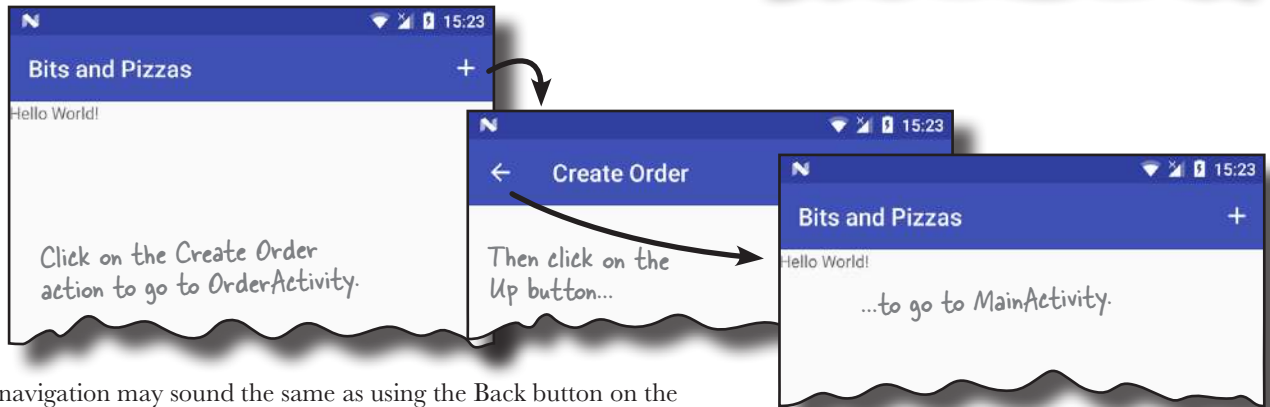 15:23
Bits and Pizzas +
Hello World!
Click on the Create Order
action to go to OrderActivity.
15:23
← Create Order
Then click on the
Up button...
15:23
Bits and Pizzas +
Hello World!
...to go to MainActivity.
navigation may sound the same as using the Back button on the